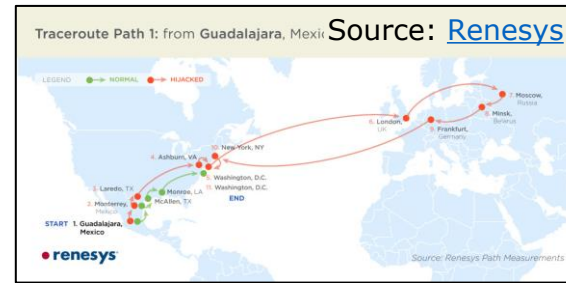 Traceroute Path 1: from Guadalajara, Mexic
Source: Renesys
LEGEND NORMAL HIJACKED
7. Moscow,
Russia
8. Minsk,
Belarus
6. London,
UK
9. Frankfurt,
Germany
10. New York, NY
4. Ashburn, VA
5. Washington, D.C.
11. Washington, D.C.
END
3. Laredo, TX
Monroe, LA
McAllen, TX
2. Monterrey,
Mexico
START 1. Guadalajara,
Mexico
renesys
Source: Renesys Path Measurements